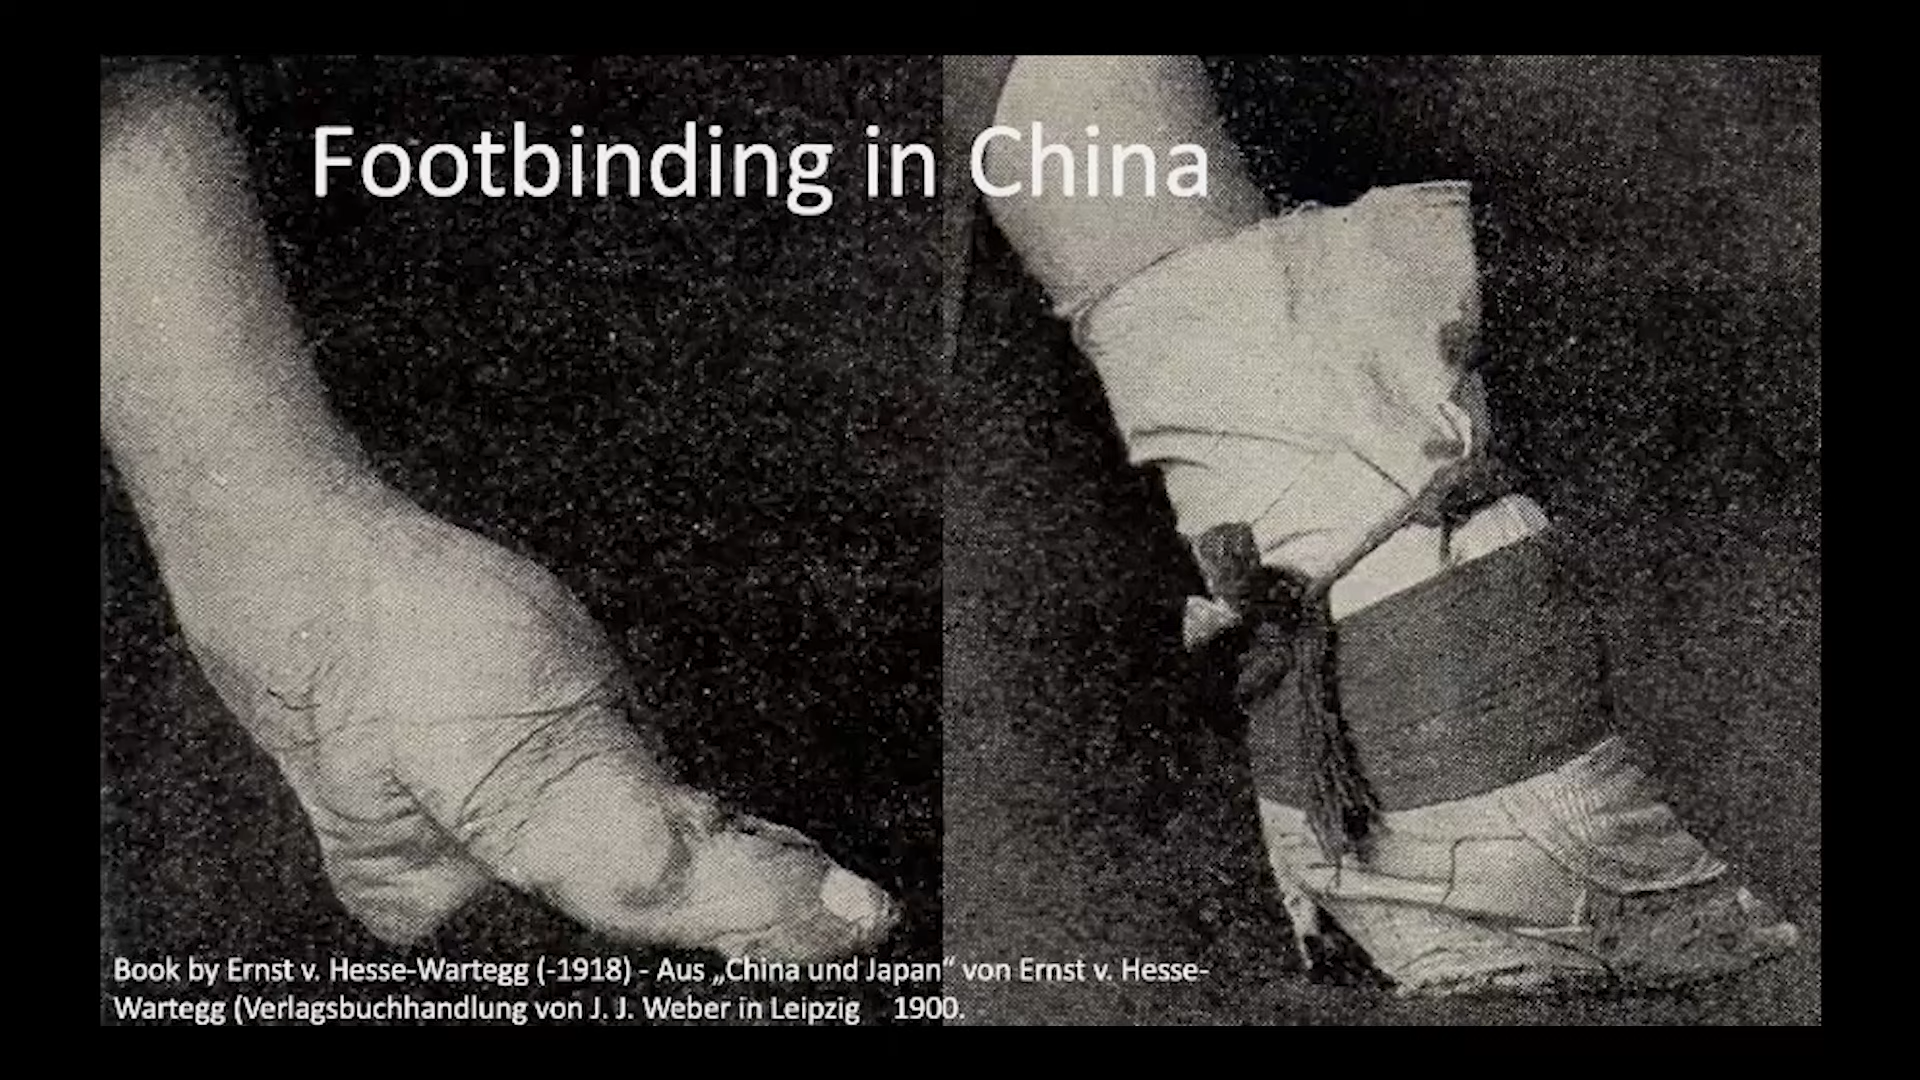 Footbinding in China
Book by Ernst v. Hesse-Wartegg (-1918) - Aus „China und Japan“ von Ernst v. Hesse-
Wartegg (Verlagsbuchhandlung von J. J. Weber in Leipzig 1900.